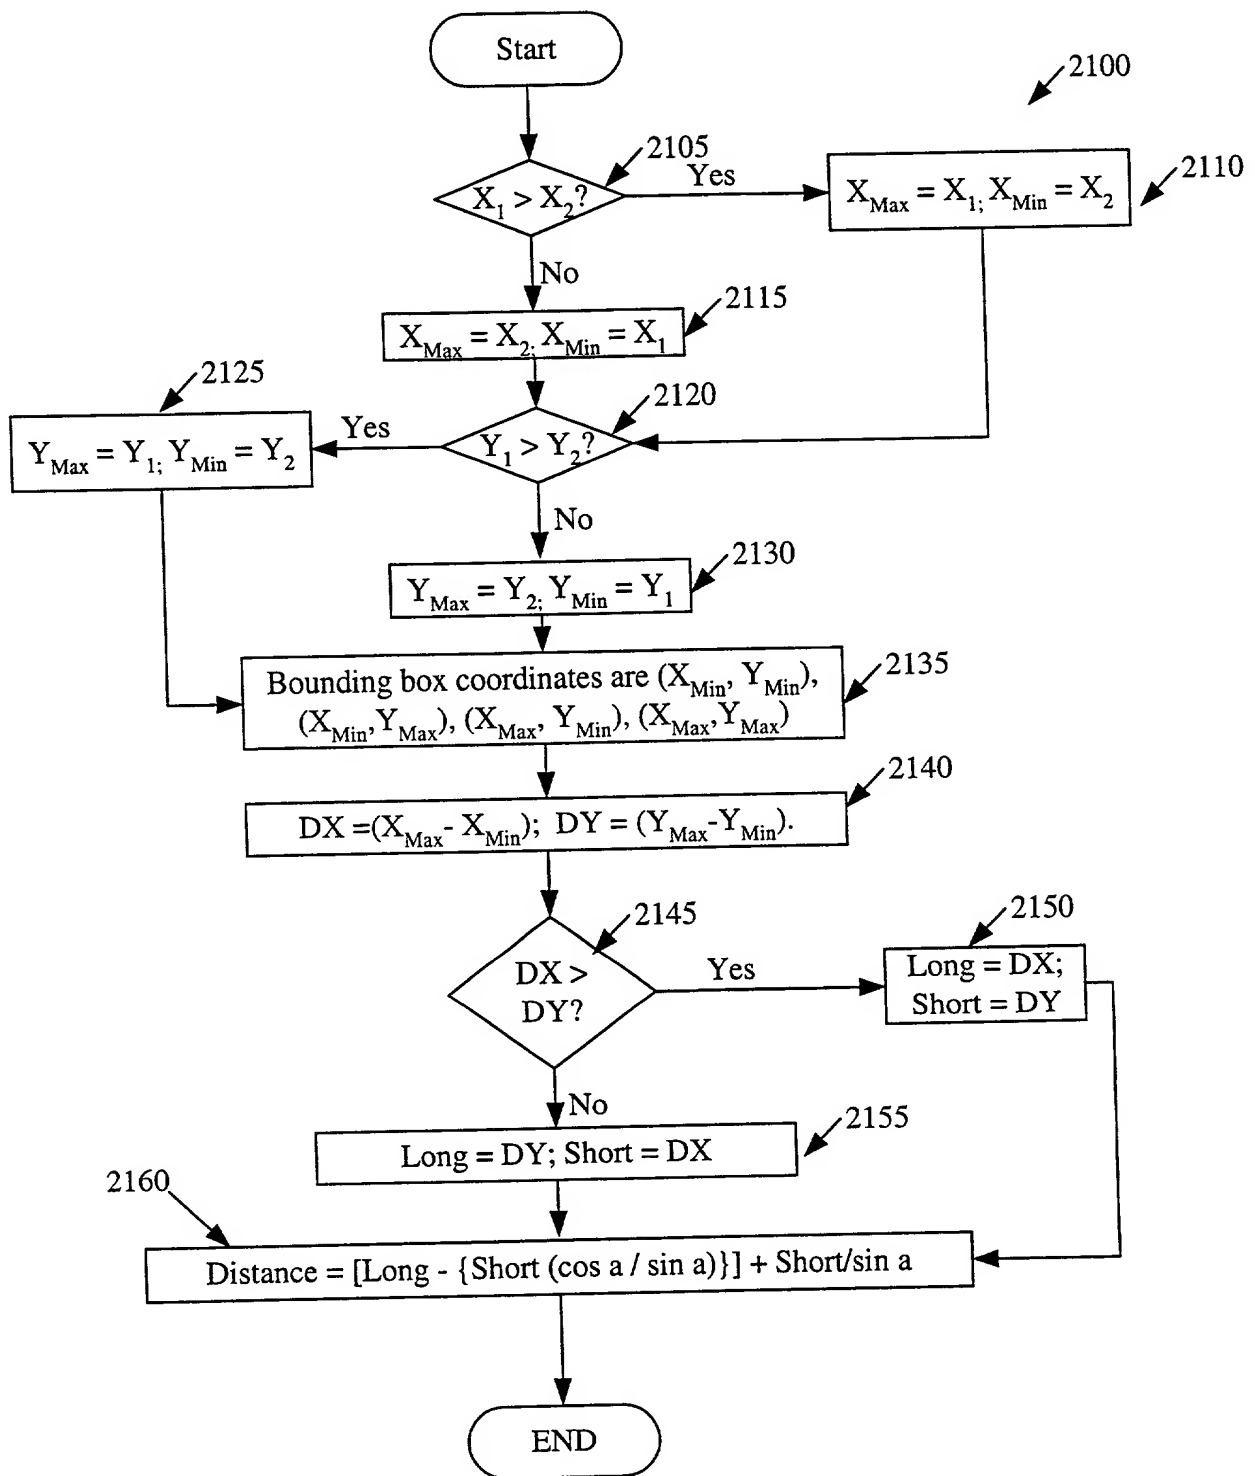 Start
2100
2105
X1 > X2?
Yes
XMax = X1; XMin = X2
2110
No
2115
XMax = X2; XMin = X1
2125
2120
YMax = Y1; YMin = Y2
Yes
Y1 > Y2?
No
2130
YMax = Y2; YMin = Y1
2135
Bounding box coordinates are (XMin, YMin),
(XMin,YMax), (XMax, YMin), (XMax,YMax)
2140
DX =(XMax- XMin); DY = (YMax-YMin).
2145
2150
DX >
DY?
Yes
Long = DX;
Short = DY
No
2155
Long = DY; Short = DX
2160
Distance = [Long - {Short (cos a / sin a)}] + Short/sin a
END